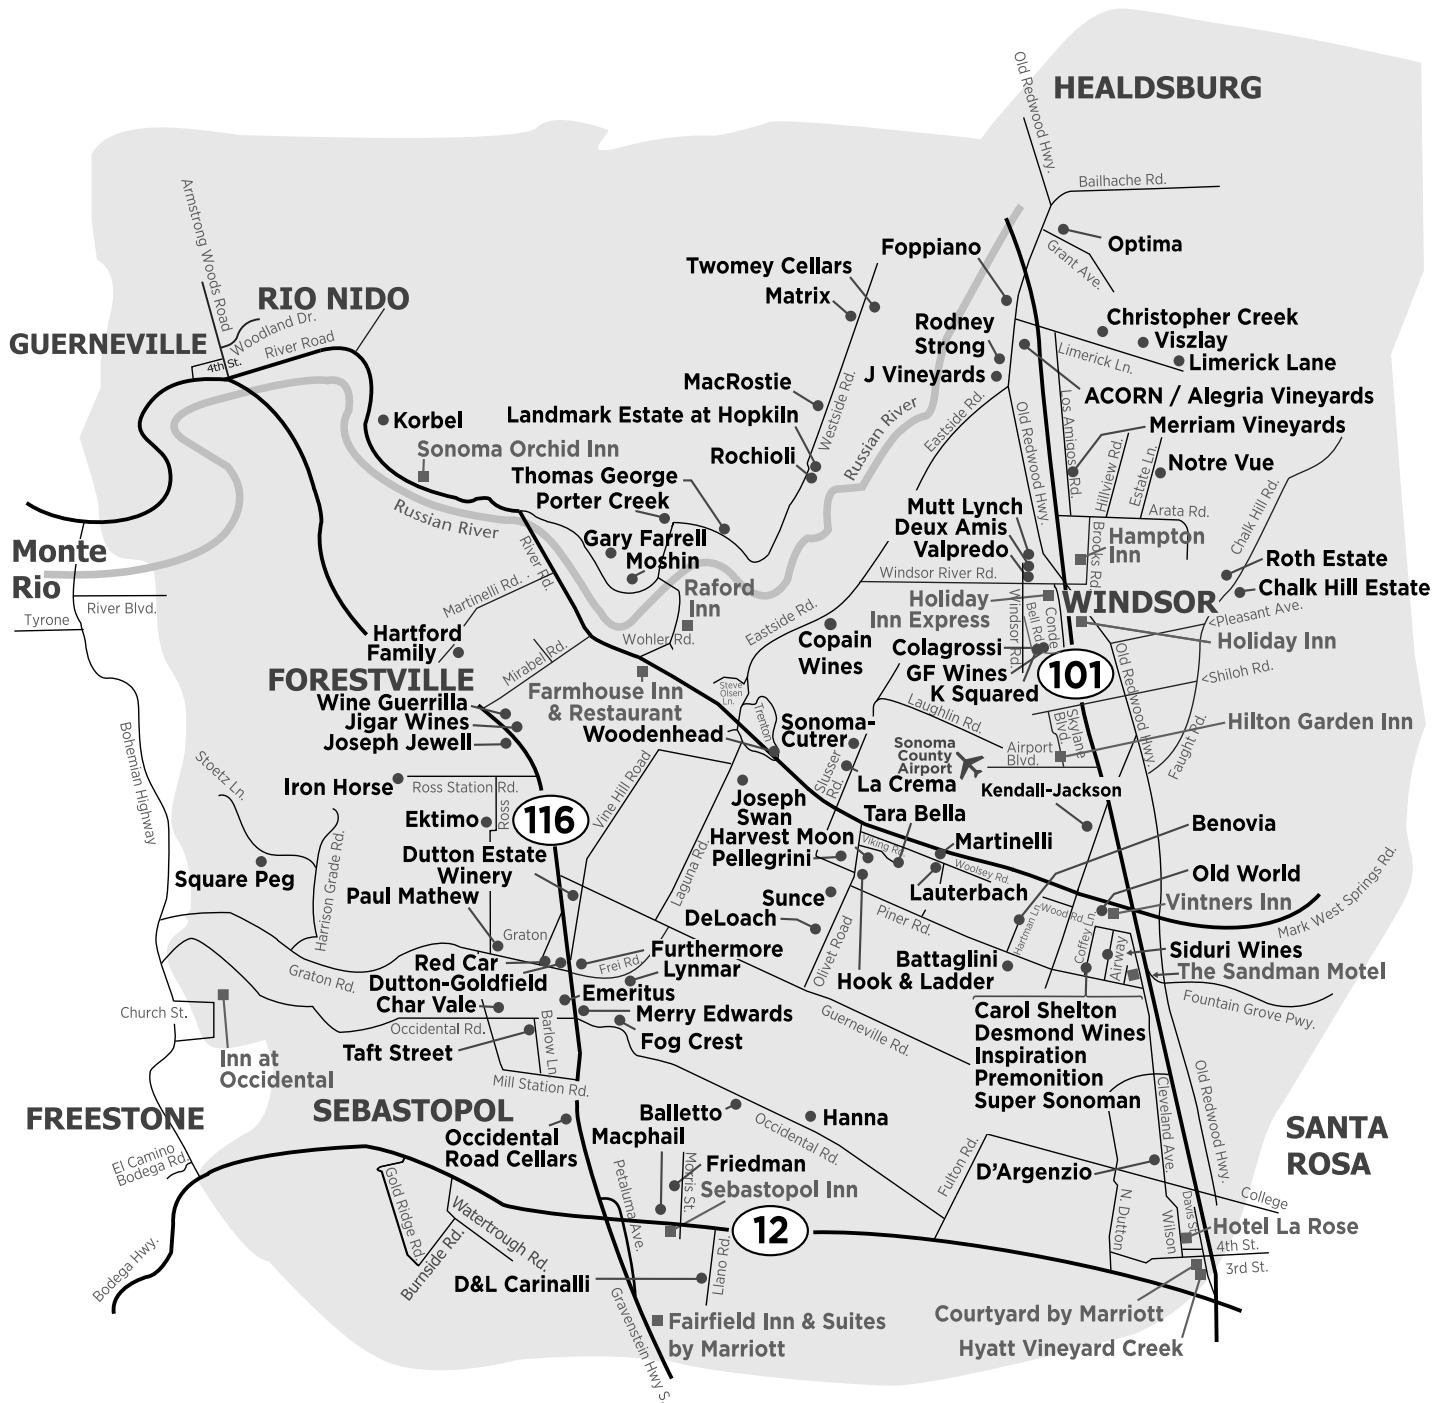 HEALDSBURG
Old Redwood Hwy.
Bailhache Rd.
Optima
Grant Ave.
Foppiano
Twomey Cellars
Matrix
Armstrong Woods Road
RIO NIDO
Woodland Dr.
River Road
GUERNEVILLE
4th St.
Rodney
Strong
J Vineyards
Christopher Creek
Viszlay
Limerick Lane
Limerick Ln.
ACORN / Alegria Vineyards
Merriam Vineyards
Notre Vue
Los Amigos Rd.
Hillview Rd.
Estate Ln.
Arata Rd.
Chalk Hill Rd.
MacRostie
Landmark Estate at Hopkiln
Rochioli
Westside Rd.
Russian River
Eastside Rd.
Old Redwood Hwy.
Korbel
Sonoma Orchid Inn
Thomas George
Porter Creek
Gary Farrell
Moshin
Russian River
River Rd.
Martinelli Rd.
Mutt Lynch
Deux Amis
Valpredo
Windsor River Rd.
Brooks Rd.
Hampton
Inn
Roth Estate
Chalk Hill Estate
Monte
Rio
River Blvd.
Tyrone
Raford
Inn
Wohler Rd.
Eastside Rd.
Copain
Wines
Holiday
Inn Express
WINDSOR
<Pleasant Ave.
Holiday Inn
<Shiloh Rd.
Windsor Rd.
Bell Rd.
Conde
Colagrossi
GF Wines
K Squared
101
Old Redwood Hwy.
Hartford
Family
Mirabel Rd.
FORESTVILLE
Wine Guerrilla
Jigar Wines
Joseph Jewell
Farmhouse Inn
& Restaurant
Woodenhead
Steve
Olsen
Ln.
Trenton
Sonoma-
Cutrer
Laughlin Rd.
Sonoma
County
Airport
Airport
Blvd.
Skylane
Blvd.
Hilton Garden Inn
Faught Rd.
Bohemian Highway
Stoetz Ln.
Iron Horse
Ross Station Rd.
Ross
Ektimo
116
Vine Hill Road
Joseph
Swan
Slusser
Rd.
La Crema
Tara Bella
Kendall-Jackson
Benovia
Harvest Moon
Pellegrini
Viking Rd.
Martinelli
Woolsey Rd.
Lauterbach
Harrison Grade Rd.
Square Peg
Dutton Estate
Winery
Paul Mathew
Laguna Rd.
Sunce
DeLoach
Piner Rd.
Old World
Vintners Inn
Mark West Springs Rd.
Hartman Ln.
Wood Rd.
Coffey Ln.
Airway
Graton
Graton Rd.
Frei Rd.
Furthermore
Lynmar
Olivet Road
Battaglini
Hook & Ladder
Siduri Wines
The Sandman Motel
Fountain Grove Pwy.
Red Car
Dutton-Goldfield
Char Vale
Emeritus
Merry Edwards
Fog Crest
Guerneville Rd.
Carol Shelton
Desmond Wines
Inspiration
Premonition
Super Sonoman
Church St.
Inn at
Occidental
Occidental Rd.
Taft Street
Barlow Ln.
Mill Station Rd.
FREESTONE
SEBASTOPOL
Balletto
Macphail
Hanna
Occidental Rd.
Cleveland Ave.
Old Redwood Hwy.
SANTA
ROSA
Occidental
Road Cellars
El Camino
Bodega Rd.
Friedman
Sebastopol Inn
Morris St.
Petaluma Ave.
Fulton Rd.
D'Argenzio
College
Gold Ridge Rd.
Watertrough Rd.
Burnside Rd.
12
N. Dutton
Wilson
Davis St.
Hotel La Rose
4th St.
3rd St.
Bodega Hwy.
D&L Carinalli
Llano Rd.
Gravenstein Hwy S.
Fairfield Inn & Suites
by Marriott
Courtyard by Marriott
Hyatt Vineyard Creek